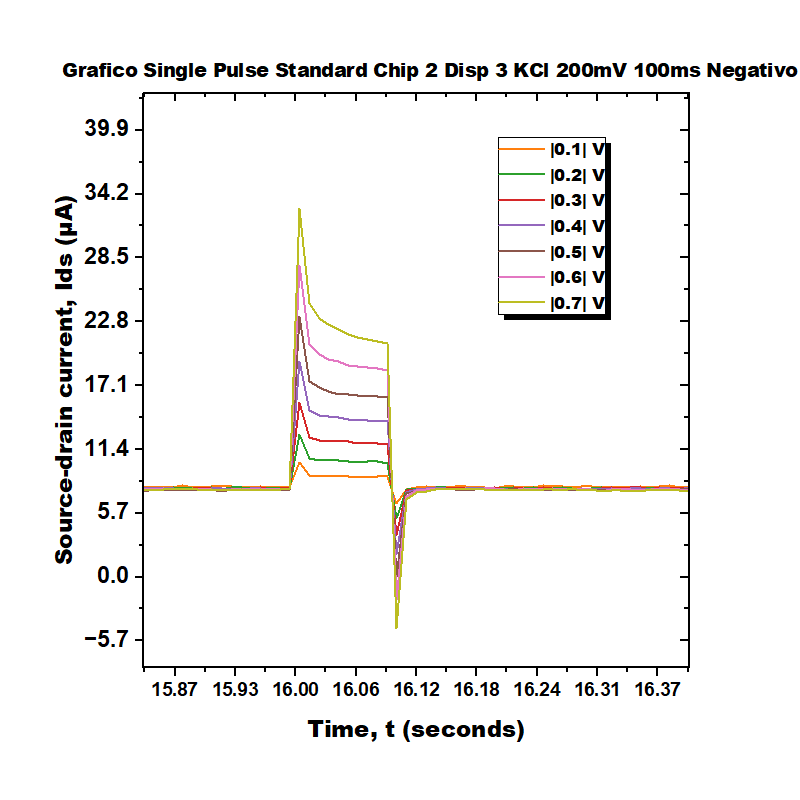 Grafico Single Pulse Standard Chip 2 Disp 3 KCl 200mV 100ms Negativo
39.9
34.2
28.5
22.8
17.1
11.4
5.7
0.0
−5.7
Source-drain current, Ids (µA)
|0.1| V
|0.2| V
|0.3| V
|0.4| V
|0.5| V
|0.6| V
|0.7| V
15.87 15.93 16.00 16.06 16.12 16.18 16.24 16.31 16.37
Time, t (seconds)